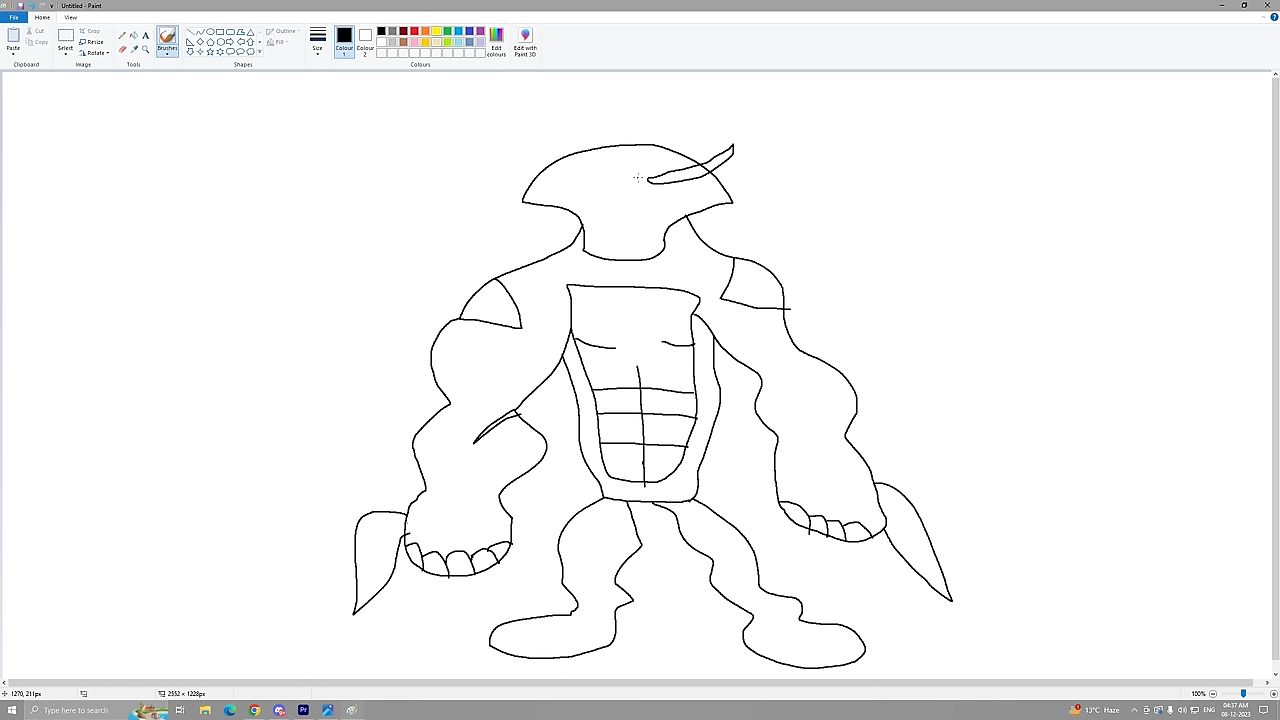 Untitled - Paint
File Home View
Paste
Cut
Copy
Clipboard
Select
Crop
Resize
Rotate
Image
Tools
Brushes
Outline
Fill
Shapes
Size
Colour 1
Colour 2
Edit colours
Edit with Paint 3D
Colours
1270, 211px
2552 × 1228px
100%
Type here to search
13°C Haze
ENG
04:37 AM
08-12-2023